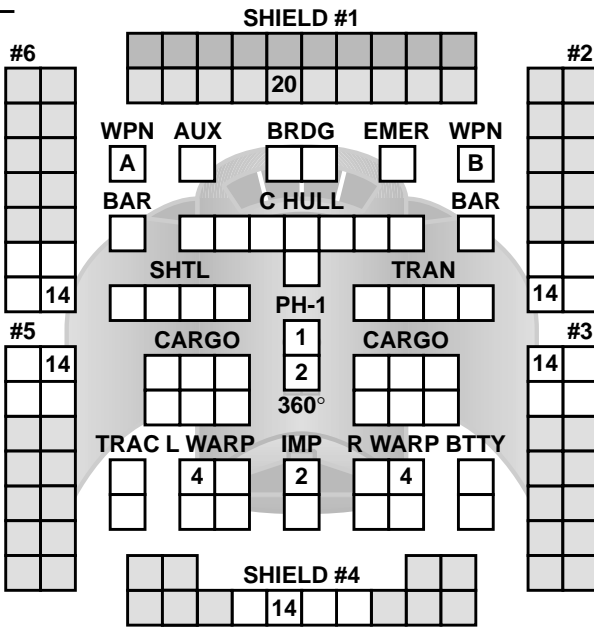 SHIELD #1
#6 #2
20
WPN AUX BRDG EMER WPN
A B
BAR C HULL BAR
SHTL TRAN
14 14
PH-1
#5 #3
1
CARGO CARGO
14 14
2
360°
TRAC L WARP IMP R WARP BTTY
4 2 4
SHIELD #4
14